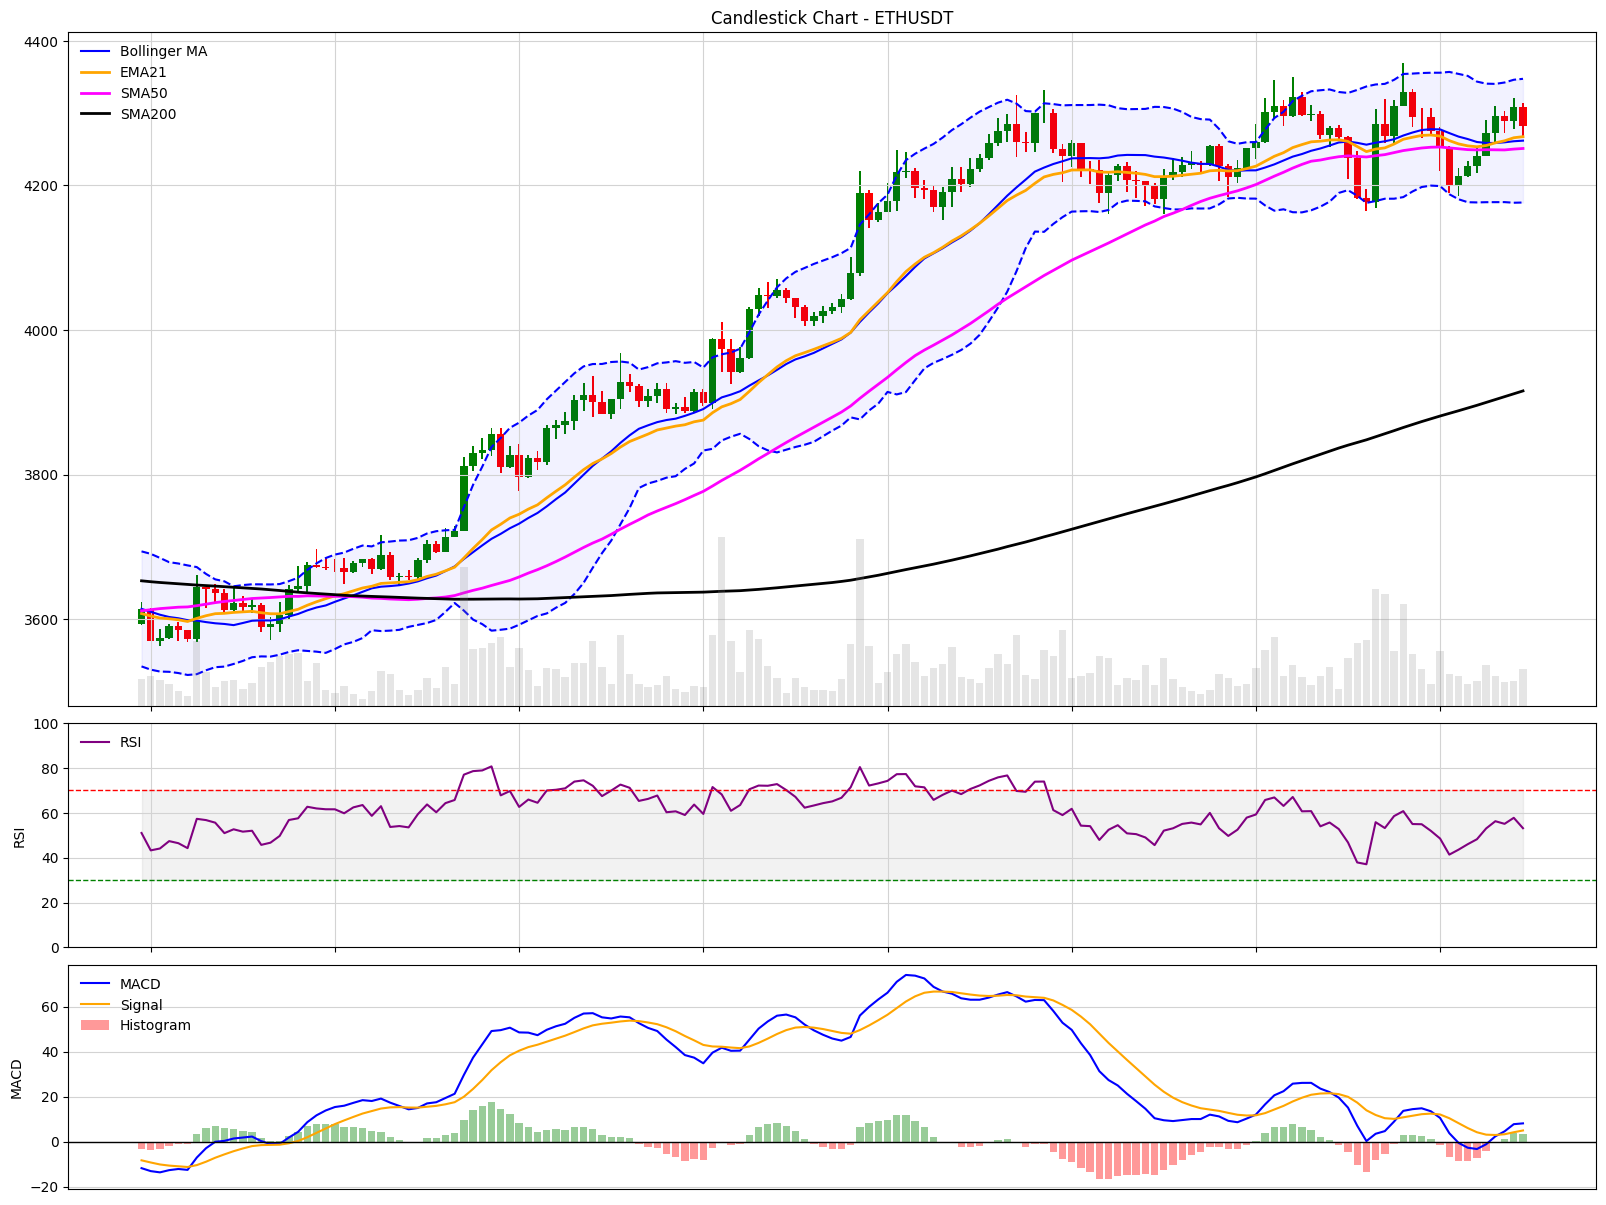 Candlestick Chart - ETHUSDT
4400
4200
4000
3800
3600
Bollinger MA
EMA21
SMA50
SMA200
100
80
60
40
20
0
RSI
RSI
60
40
20
0
−20
MACD
MACD
Signal
Histogram